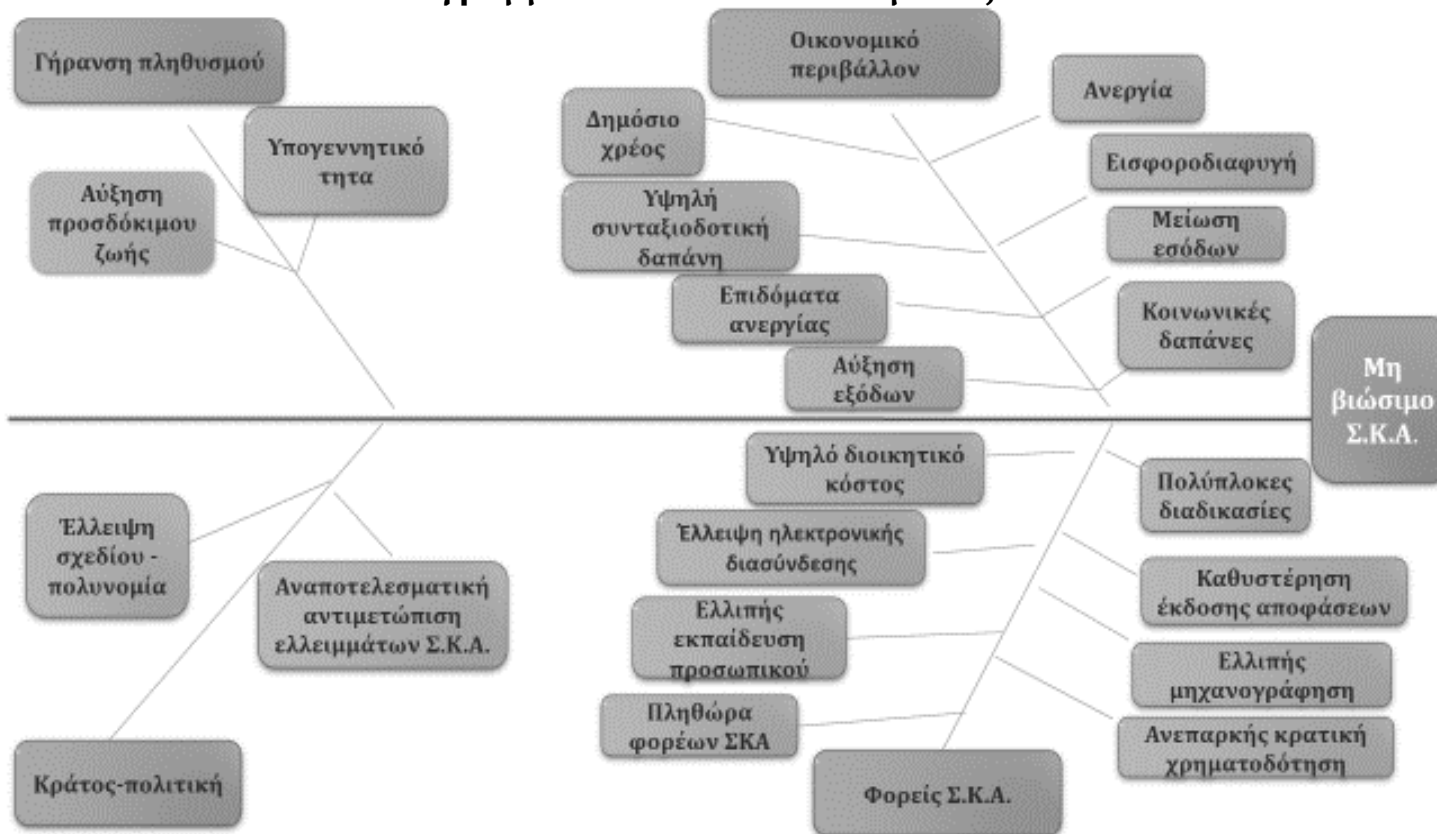 Γήρανση πληθυσμού
Υπογεννητικό
τητα
Αύξηση
προσδόκιμου
ζωής
Οικονομικό
περιβάλλον
Ανεργία
Δημόσιο
χρέος
Εισφοροδιαφυγή
Υψηλή
συνταξιοδοτική
δαπάνη
Μείωση
εσόδων
Επιδόματα
ανεργίας
Κοινωνικές
δαπάνες
Αύξηση
εξόδων
Μη
βιώσιμο
Σ.Κ.Α.
Υψηλό διοικητικό
κόστος
Πολύπλοκες
διαδικασίες
Έλλειψη
σχεδίου -
πολυνομία
Αναποτελεσματική
αντιμετώπιση
ελλειμμάτων Σ.Κ.Α.
Έλλειψη ηλεκτρονικής
διασύνδεσης
Καθυστέρηση
έκδοσης αποφάσεων
Ελλιπής
εκπαίδευση
προσωπικού
Ελλιπής
μηχανογράφηση
Πληθώρα
φορέων ΣΚΑ
Ανεπαρκής κρατική
χρηματοδότηση
Κράτος-πολιτική
Φορείς Σ.Κ.Α.